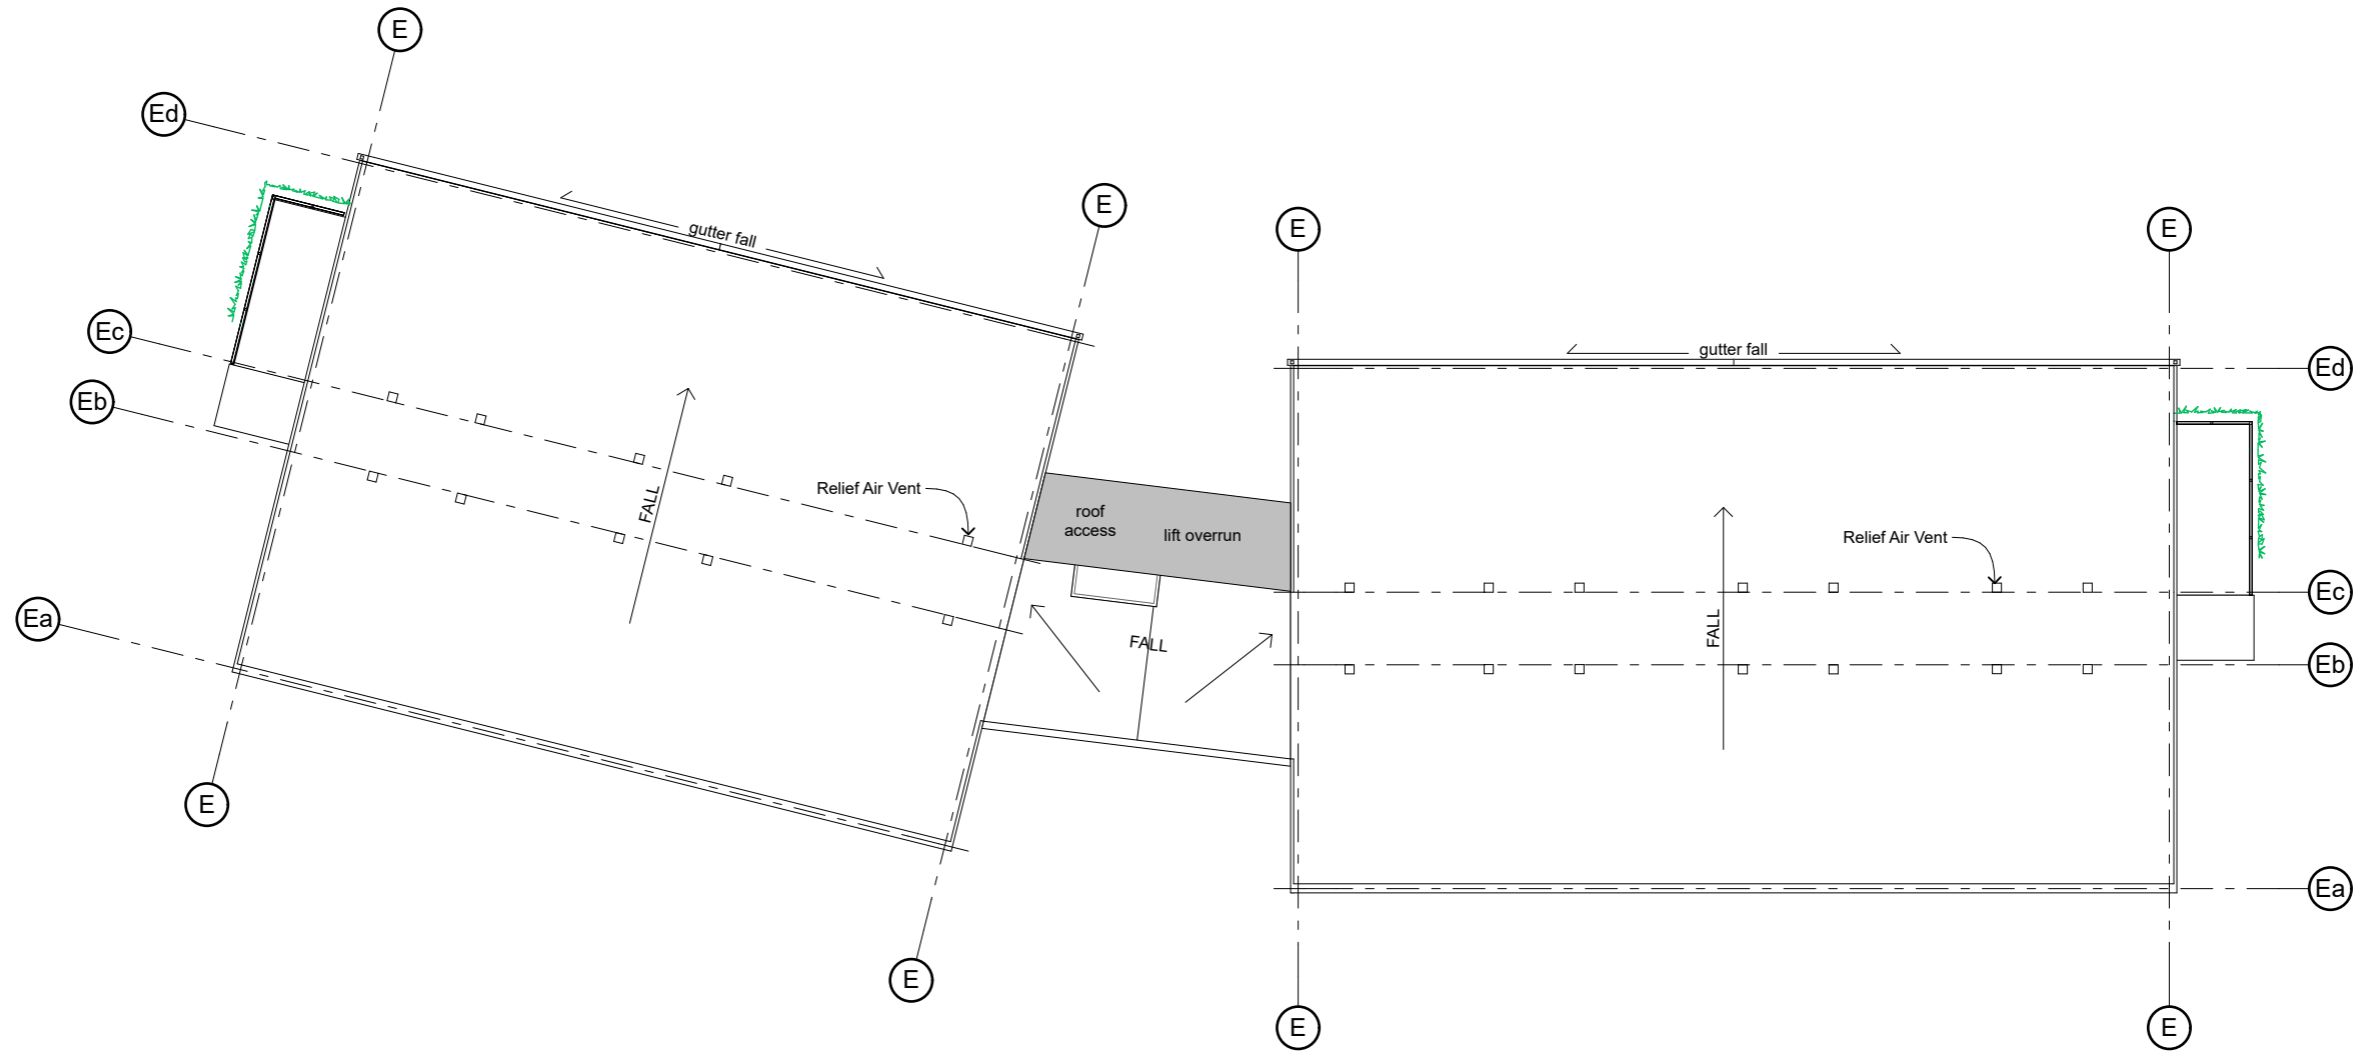 E
Ed
E
E
E
gutter fall
Ec
gutter fall
Ed
Eb
Relief Air Vent
FALL
roof
access
lift overrun
Relief Air Vent
Ec
Ea
FALL
FALL
Eb
E
Ea
E
E
E